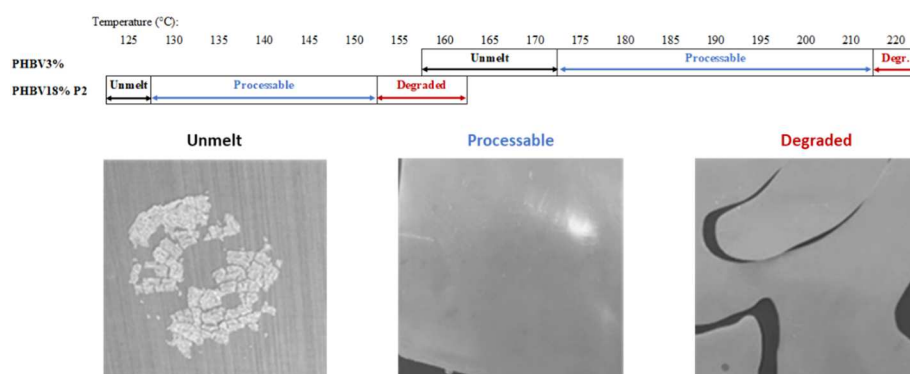 Temperature (°C):
125 130 135 140 145 150 155 160 165 170 175 180 185 190 195 200 215 220
PHBV3% Unmelt Processable Degr.
PHBV18% P2 Unmelt Processable Degraded
Unmelt Processable Degraded